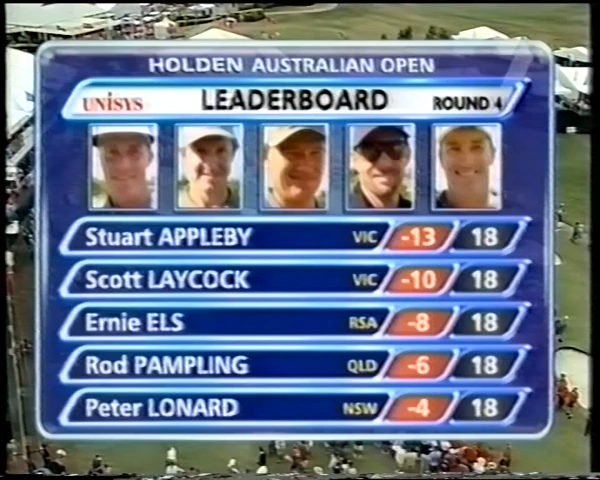 HOLDEN AUSTRALIAN OPEN
UNISYS LEADERBOARD ROUND 4
Stuart APPLEBY VIC -13 18
Scott LAYCOCK VIC -10 18
Ernie ELS RSA -8 18
Rod PAMPLING QLD -6 18
Peter LONARD NSW -4 18